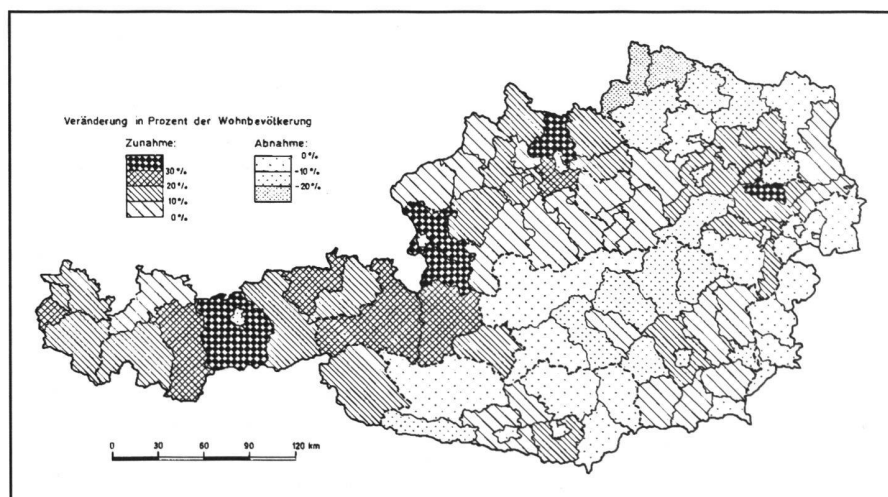 Veränderung in Prozent der Wohnbevölkerung
Zunahme:
30 %
20 %
10 %
0 %
Abnahme:
0 %
-10 %
-20 %
0 30 60 90 120 km